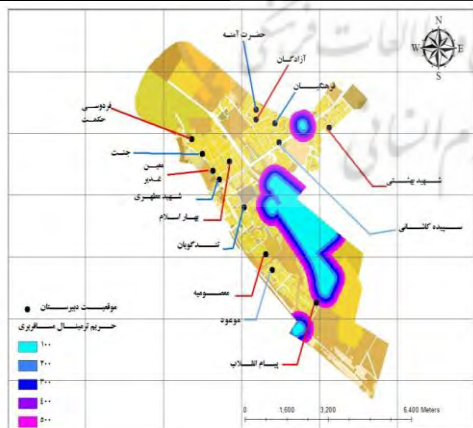 حضرت آمنه
آزادگان
فرهنگیان
N
W
E
S
فردوسی
حکمت
جنت
معین
غدیر
شهید مطهری
بهار اسلام
تندگویان
شهید بهشتی
سپیده کاشانی
معصومیه
موعود
پیام انقلاب
موقعیت دبیرستان
حریم ترمینال مسافربری
۱۰۰
۲۰۰
۳۰۰
۴۰۰
۵۰۰
0 1,600 3,200 6,400 Meters